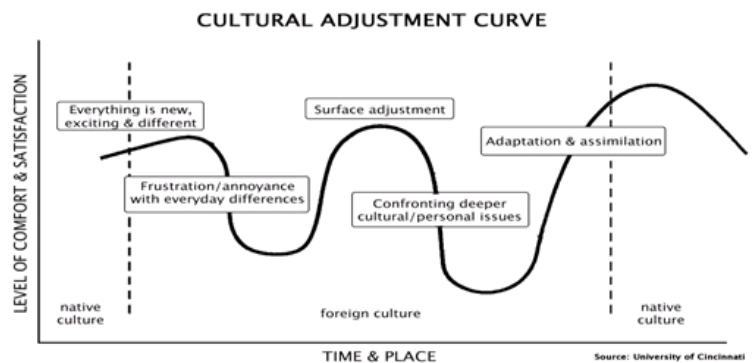 CULTURAL ADJUSTMENT CURVE
LEVEL OF COMFORT & SATISFACTION
Everything is new,
exciting & different
Surface adjustment
Adaptation & assimilation
Frustration/annoyance
with everyday differences
Confronting deeper
cultural/personal issues
native
culture
foreign culture
native
culture
TIME & PLACE
Source: University of Cincinnati